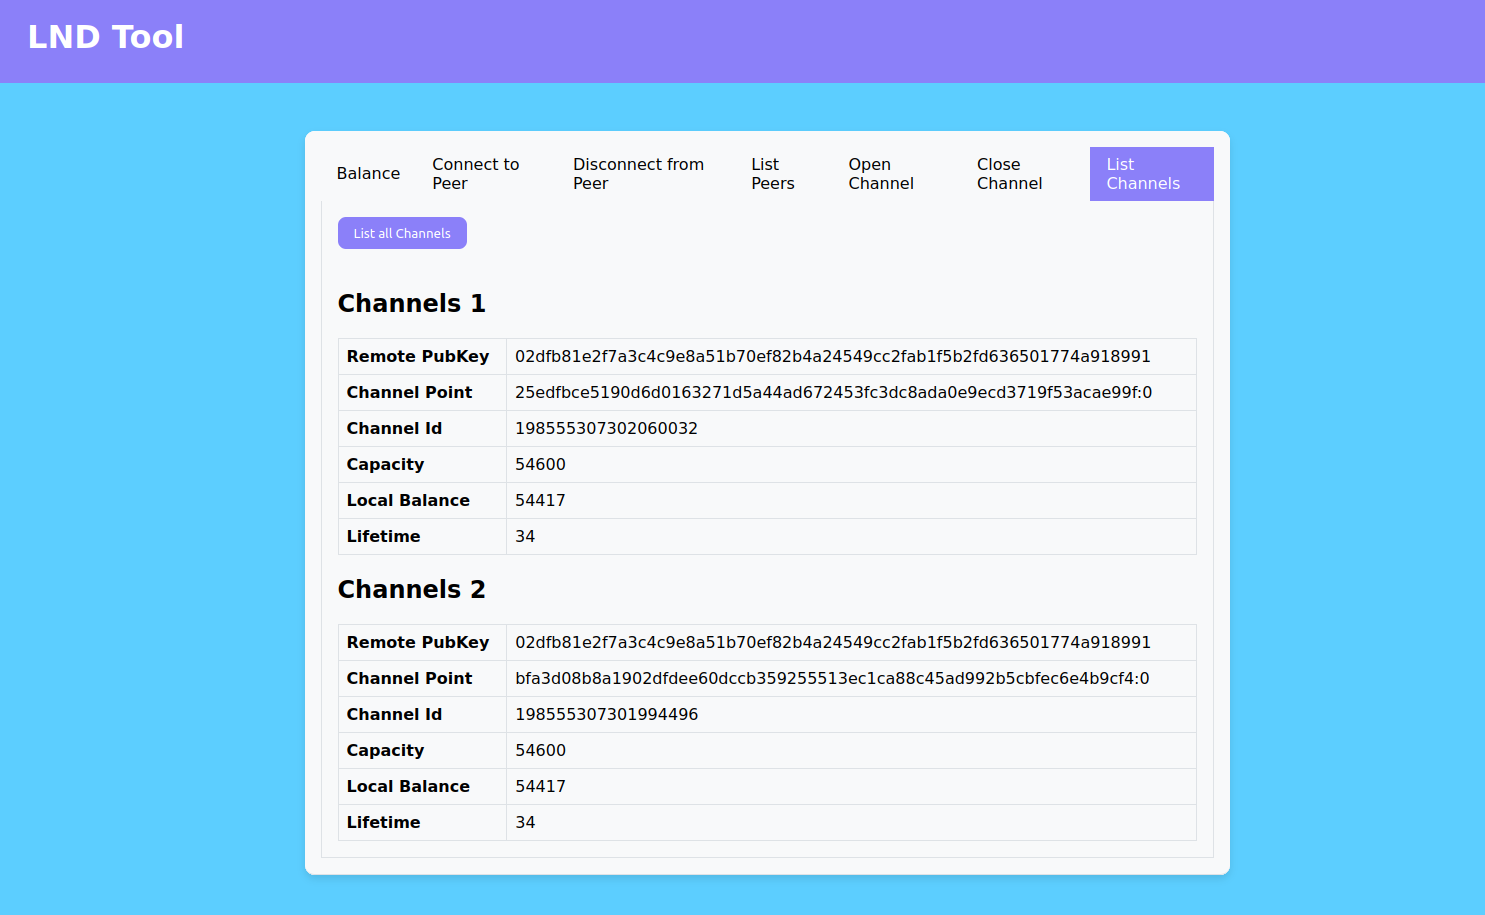 LND Tool
Balance
Connect to
Peer
Disconnect from
Peer
List
Peers
Open
Channel
Close
Channel
List
Channels
List all Channels
Channels 1
Remote PubKey 02dfb81e2f7a3c4c9e8a51b70ef82b4a24549cc2fab1f5b2fd636501774a918991
Channel Point 25edfbce5190d6d0163271d5a44ad672453fc3dc8ada0e9ecd3719f53acae99f:0
Channel Id 198555307302060032
Capacity 54600
Local Balance 54417
Lifetime 34
Channels 2
Remote PubKey 02dfb81e2f7a3c4c9e8a51b70ef82b4a24549cc2fab1f5b2fd636501774a918991
Channel Point bfa3d08b8a1902dfdee60dccb359255513ec1ca88c45ad992b5cbfec6e4b9cf4:0
Channel Id 198555307301994496
Capacity 54600
Local Balance 54417
Lifetime 34